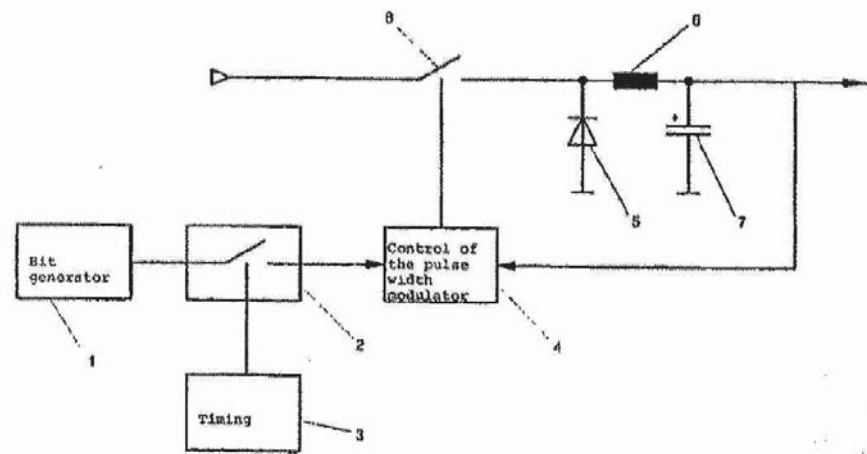 8
6
+
5
7
Bit
generator
Control of
the pulse
width
modulator
1
2
4
Timing
3